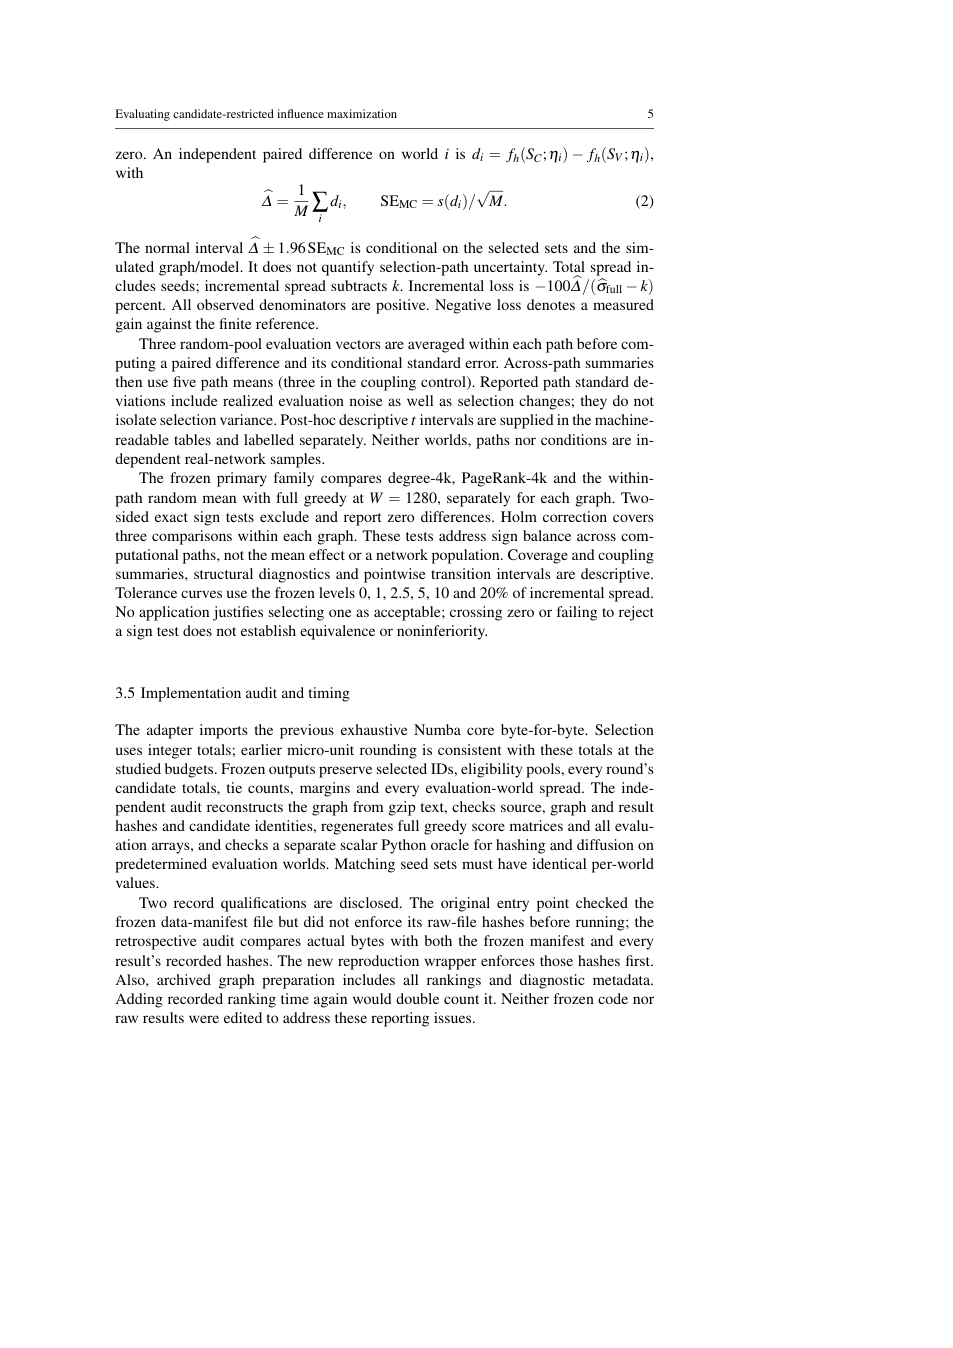 Evaluating candidate-restricted influence maximization 5
zero. An independent paired difference on world i is dᵢ = fₕ(S_C; ηᵢ) − fₕ(S_V; ηᵢ),
with
Δ̂ = 1/M ∑ᵢ dᵢ, SE_MC = s(dᵢ)/√M. (2)
The normal interval Δ̂ ± 1.96 SE_MC is conditional on the selected sets and the sim-
ulated graph/model. It does not quantify selection-path uncertainty. Total spread in-
cludes seeds; incremental spread subtracts k. Incremental loss is −100Δ̂/(σ̂_full − k)
percent. All observed denominators are positive. Negative loss denotes a measured
gain against the finite reference.
Three random-pool evaluation vectors are averaged within each path before com-
puting a paired difference and its conditional standard error. Across-path summaries
then use five path means (three in the coupling control). Reported path standard de-
viations include realized evaluation noise as well as selection changes; they do not
isolate selection variance. Post-hoc descriptive t intervals are supplied in the machine-
readable tables and labelled separately. Neither worlds, paths nor conditions are in-
dependent real-network samples.
The frozen primary family compares degree-4k, PageRank-4k and the within-
path random mean with full greedy at W = 1280, separately for each graph. Two-
sided exact sign tests exclude and report zero differences. Holm correction covers
three comparisons within each graph. These tests address sign balance across com-
putational paths, not the mean effect or a network population. Coverage and coupling
summaries, structural diagnostics and pointwise transition intervals are descriptive.
Tolerance curves use the frozen levels 0, 1, 2.5, 5, 10 and 20% of incremental spread.
No application justifies selecting one as acceptable; crossing zero or failing to reject
a sign test does not establish equivalence or noninferiority.
3.5 Implementation audit and timing
The adapter imports the previous exhaustive Numba core byte-for-byte. Selection
uses integer totals; earlier micro-unit rounding is consistent with these totals at the
studied budgets. Frozen outputs preserve selected IDs, eligibility pools, every round's
candidate totals, tie counts, margins and every evaluation-world spread. The inde-
pendent audit reconstructs the graph from gzip text, checks source, graph and result
hashes and candidate identities, regenerates full greedy score matrices and all evalu-
ation arrays, and checks a separate scalar Python oracle for hashing and diffusion on
predetermined evaluation worlds. Matching seed sets must have identical per-world
values.
Two record qualifications are disclosed. The original entry point checked the
frozen data-manifest file but did not enforce its raw-file hashes before running; the
retrospective audit compares actual bytes with both the frozen manifest and every
result's recorded hashes. The new reproduction wrapper enforces those hashes first.
Also, archived graph preparation includes all rankings and diagnostic metadata.
Adding recorded ranking time again would double count it. Neither frozen code nor
raw results were edited to address these reporting issues.